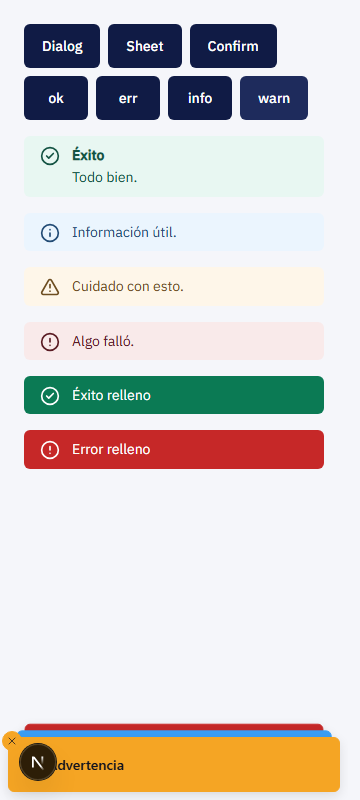 Dialog Sheet Confirm
ok err info warn
Éxito
Todo bien.
Información útil.
Cuidado con esto.
Algo falló.
Éxito relleno
Error relleno
N
dvertencia